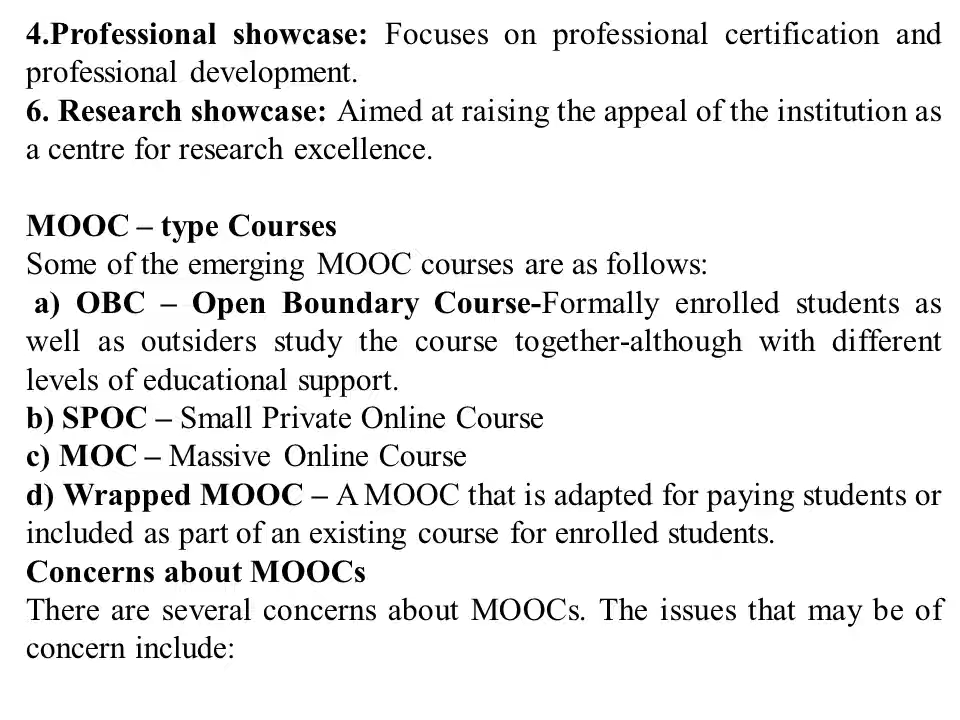 4.Professional showcase: Focuses on professional certification and
professional development.
6. Research showcase: Aimed at raising the appeal of the institution as
a centre for research excellence.
MOOC – type Courses
Some of the emerging MOOC courses are as follows:
a) OBC – Open Boundary Course-Formally enrolled students as
well as outsiders study the course together-although with different
levels of educational support.
b) SPOC – Small Private Online Course
c) MOC – Massive Online Course
d) Wrapped MOOC – A MOOC that is adapted for paying students or
included as part of an existing course for enrolled students.
Concerns about MOOCs
There are several concerns about MOOCs. The issues that may be of
concern include: